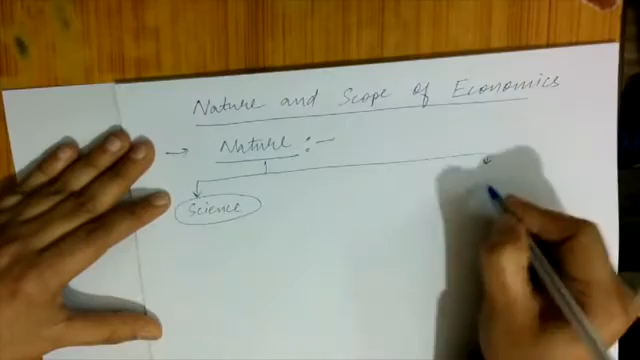 Nature and Scope of Economics
→ Nature :-
Science